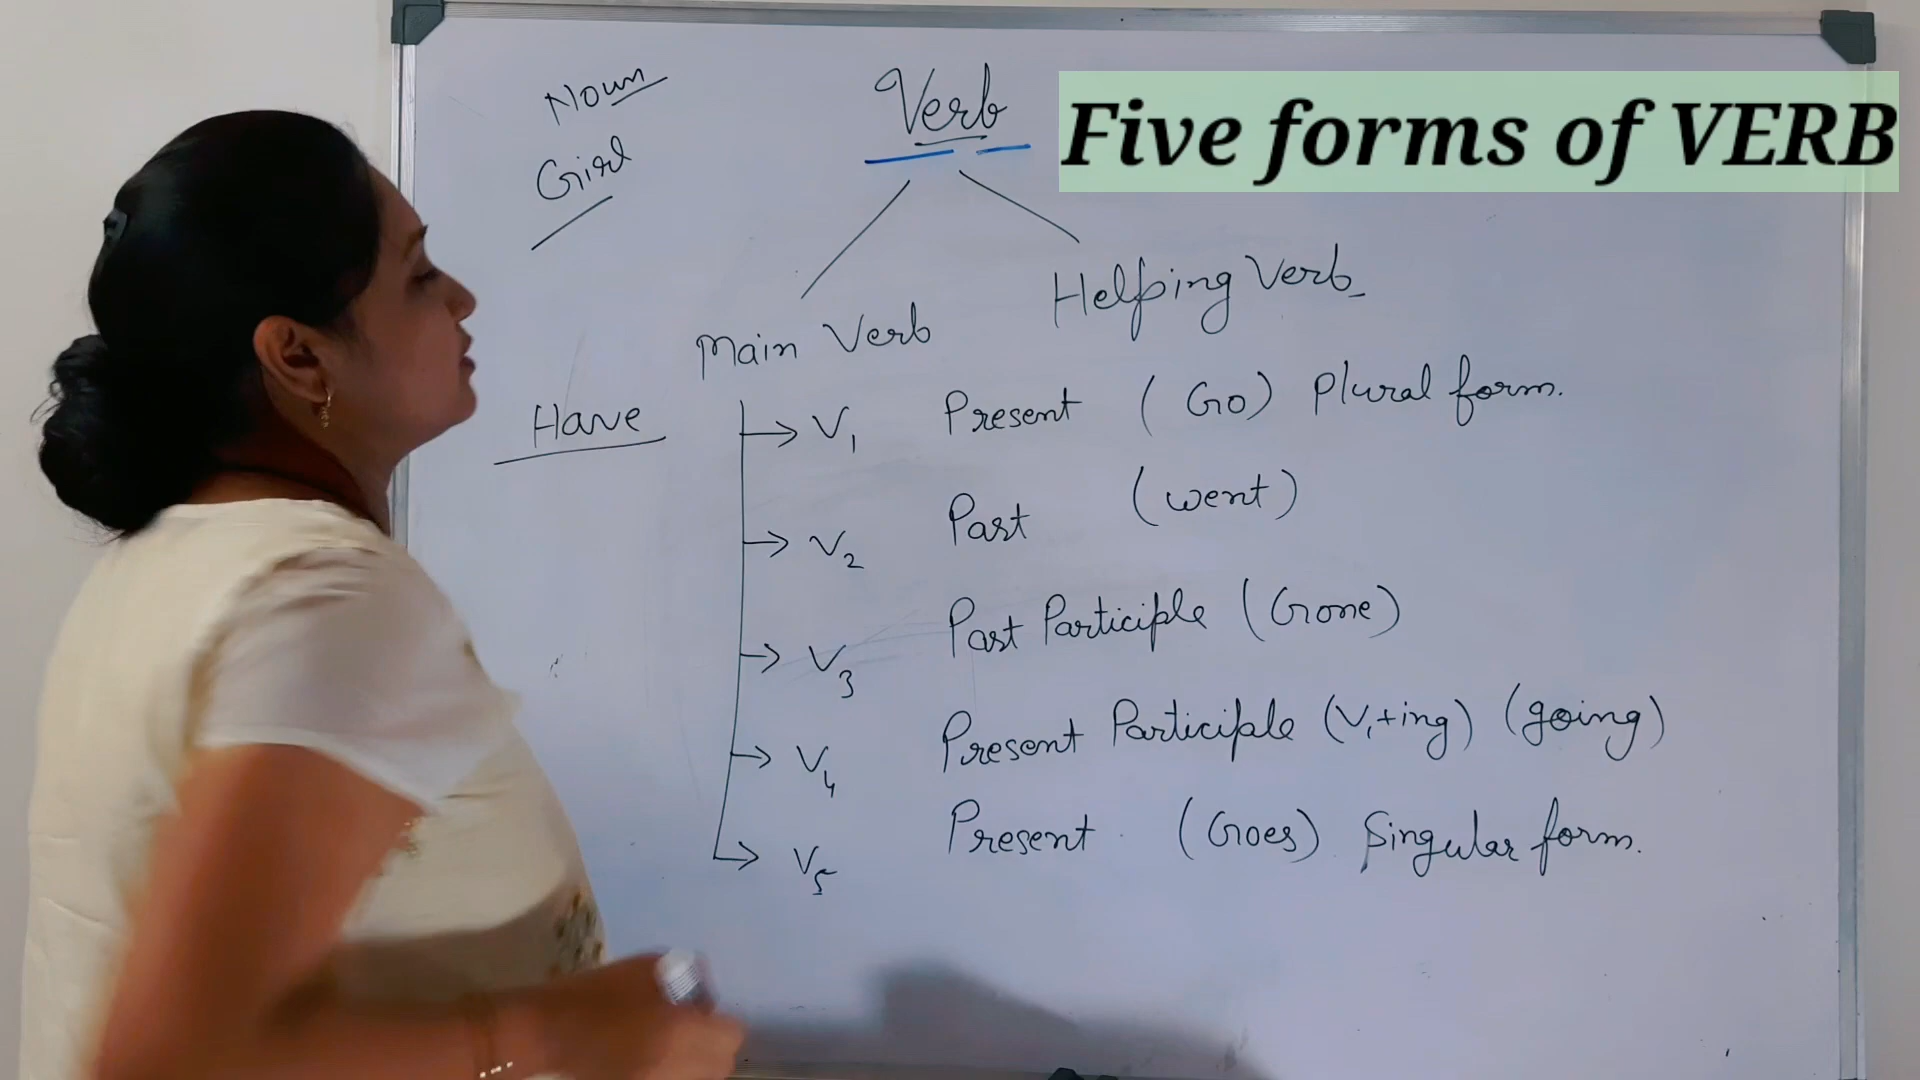 Noun
Girl
Verb
Five forms of VERB
Main Verb
Helping Verb
Have
V1 Present (Go) Plural form.
V2 Past (went)
V3 Past Participle (Gone)
V4 Present Participle (V1+ing) (going)
V5 Present (Goes) Singular form.